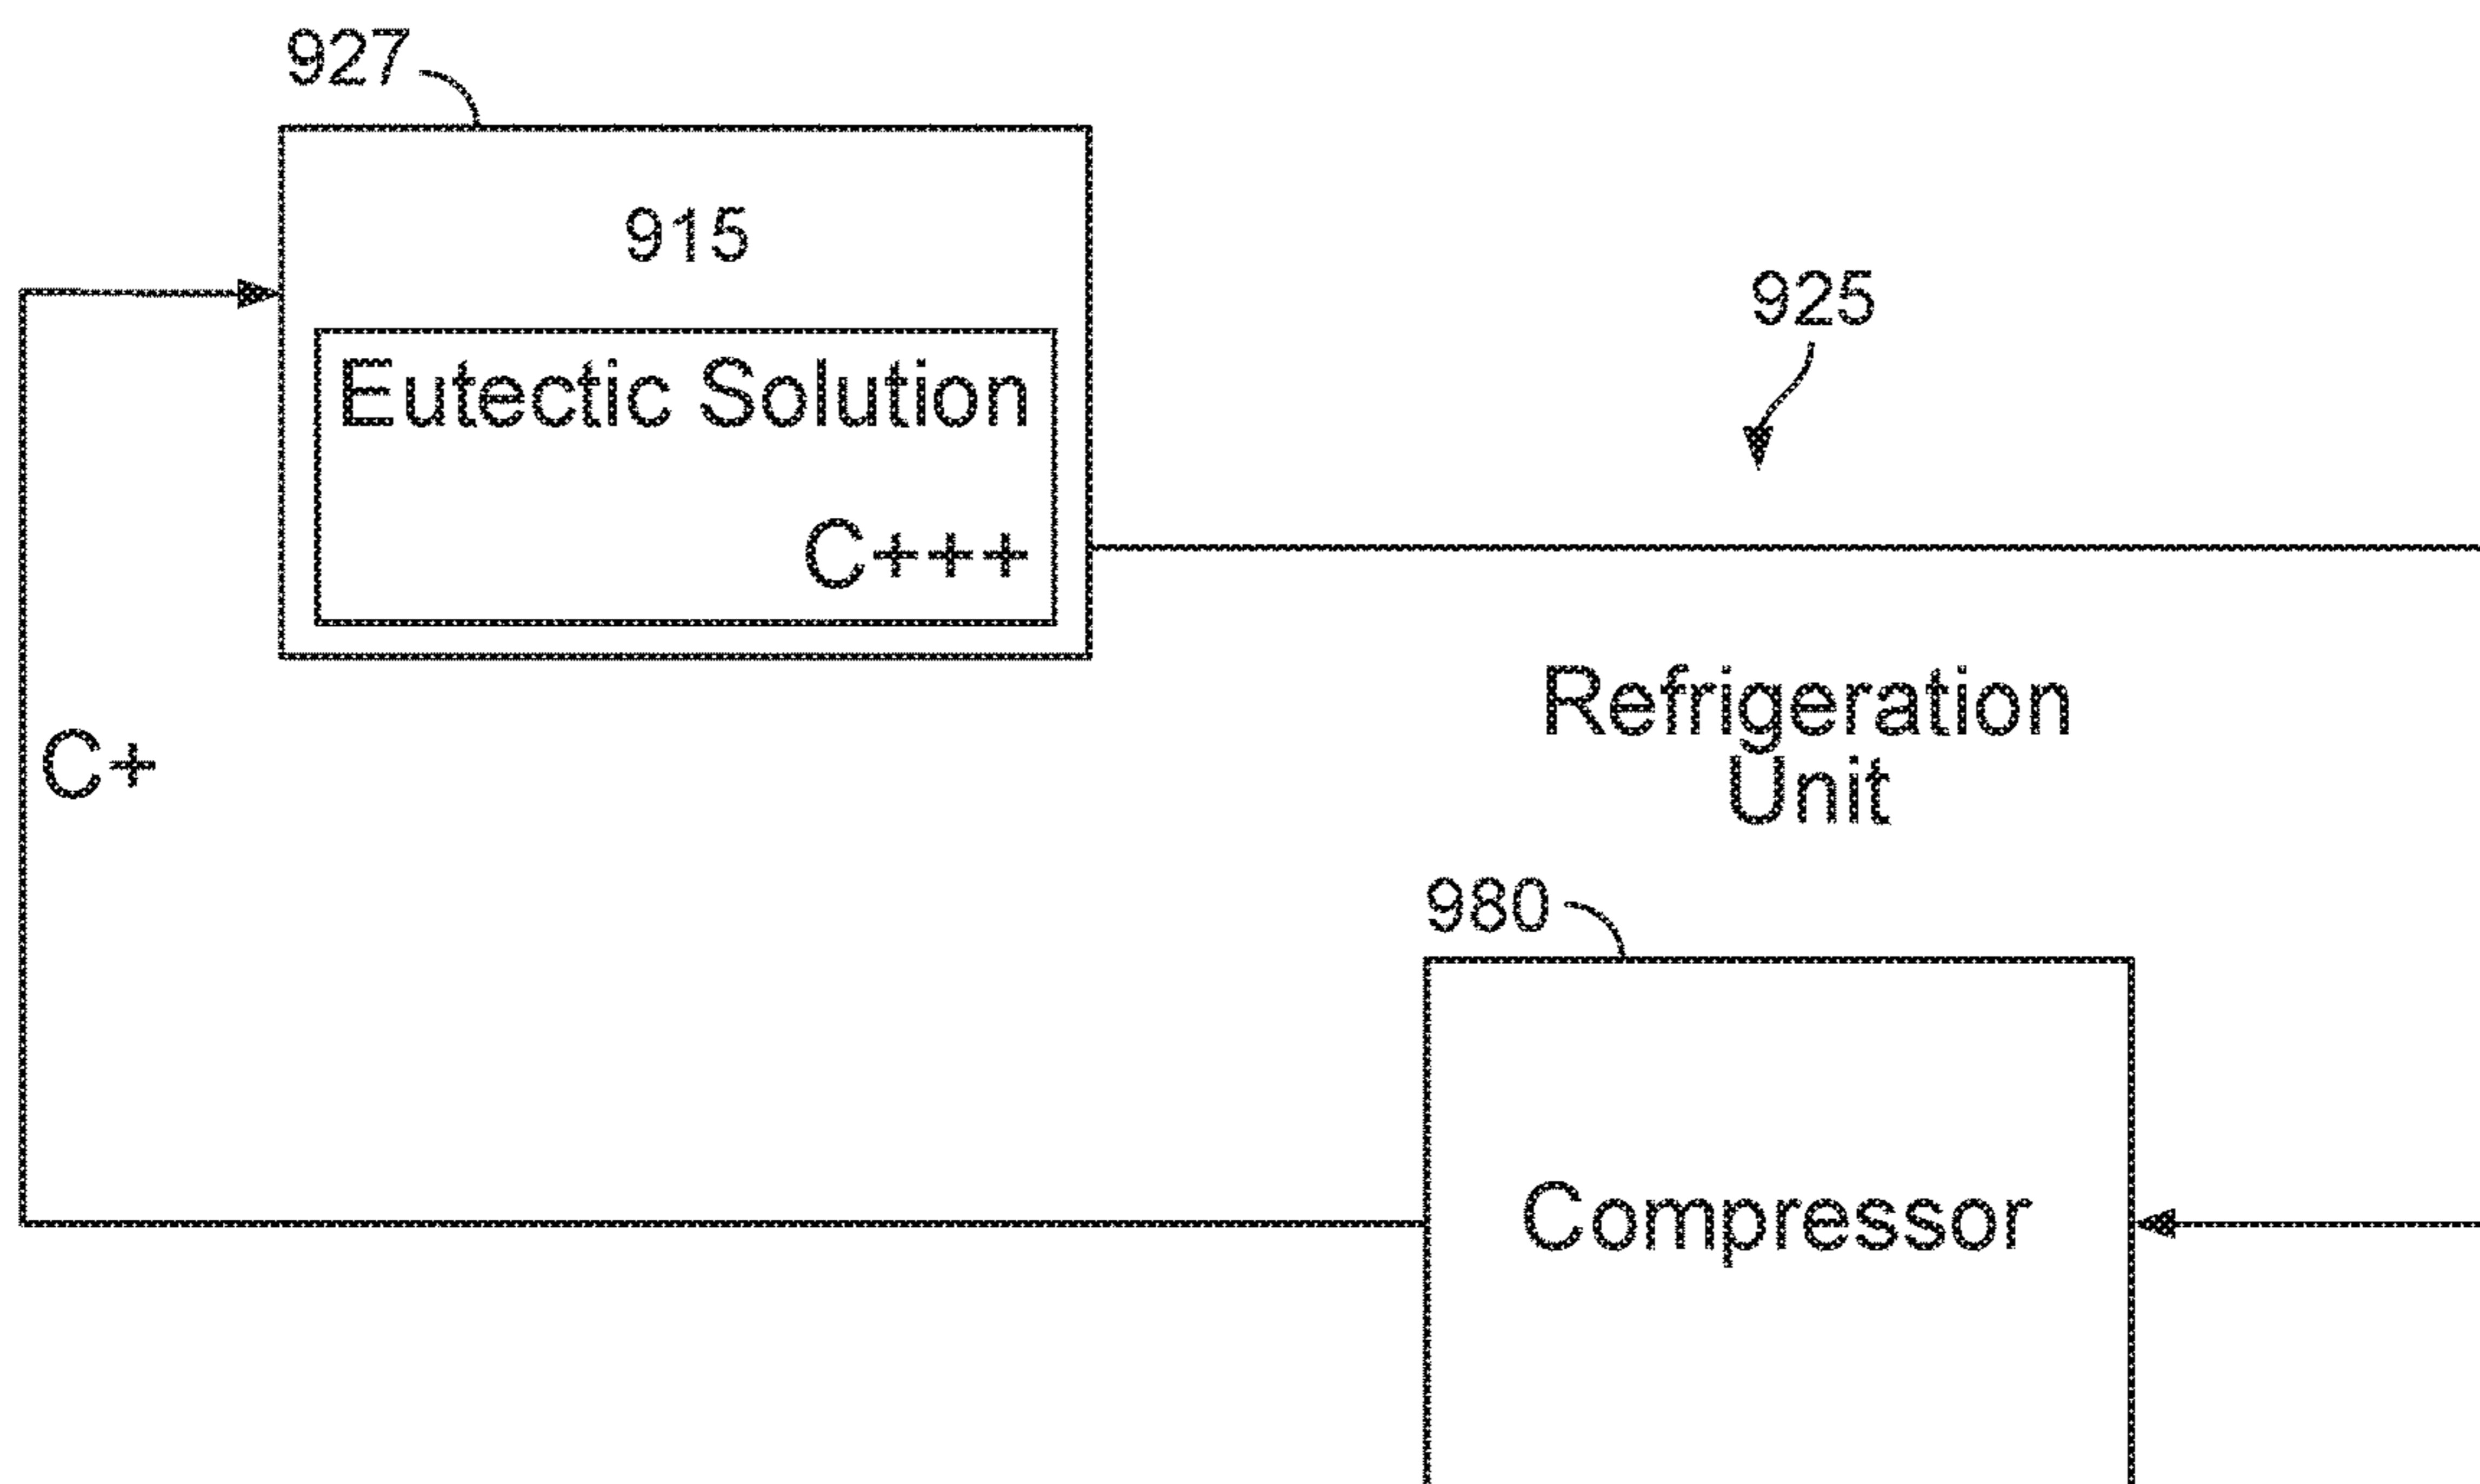 927
915
925
Eutectic Solution
C+++
Refrigeration
Unit
C+
980
Compressor